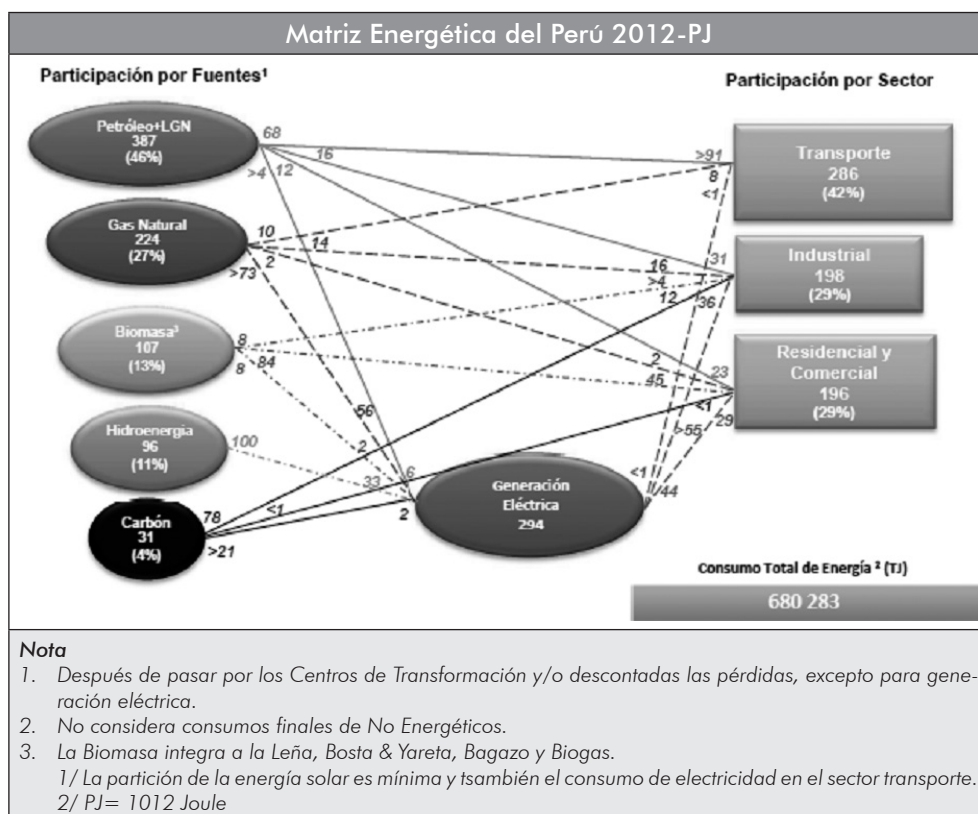 Matriz Energética del Perú 2012-PJ
Participación por Fuentes¹
Participación por Sector
Petróleo+LGN
387
(46%)
68
16
>4
12
>91
8
<1
Transporte
286
(42%)
Gas Natural
224
(27%)
10
14
2
>73
31
16
>4
12
36
Industrial
198
(29%)
Biomasa³
107
(13%)
8
84
8
2
23
45
<1
29
Residencial y
Comercial
196
(29%)
Hidroenergia
96
(11%)
100
56
2
33
6
2
>55
<1
44
Carbón
31
(4%)
78
<1
>21
Generación
Eléctrica
294
Consumo Total de Energía ² (TJ)
680 283
Nota
1. Después de pasar por los Centros de Transformación y/o descontadas las pérdidas, excepto para gene-
ración eléctrica.
2. No considera consumos finales de No Energéticos.
3. La Biomasa integra a la Leña, Bosta & Yareta, Bagazo y Biogas.
1/ La partición de la energía solar es mínima y tsambién el consumo de electricidad en el sector transporte.
2/ PJ= 1012 Joule